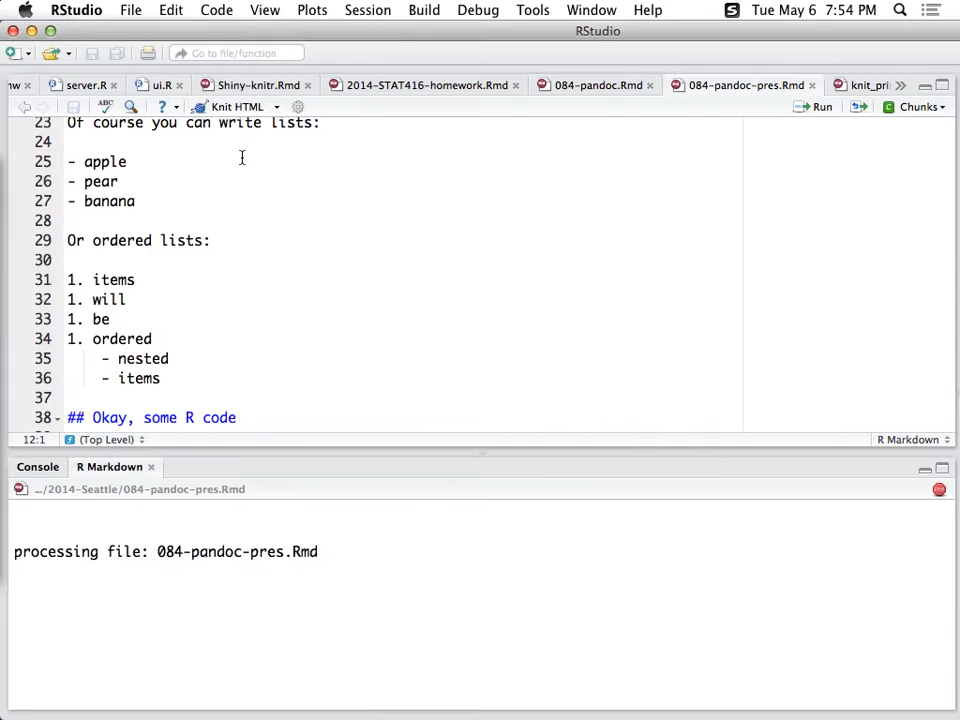 RStudio File Edit Code View Plots Session Build Debug Tools Window Help S Tue May 6 7:54 PM
RStudio
Go to file/function
nw server.R ui.R Shiny-knitr.Rmd 2014-STAT416-homework.Rmd 084-pandoc.Rmd 084-pandoc-pres.Rmd knit_pri
ABC ? Knit HTML Run C Chunks
23 Of course you can write lists:
24
25 - apple
26 - pear
27 - banana
28
29 Or ordered lists:
30
31 1. items
32 1. will
33 1. be
34 1. ordered
35 - nested
36 - items
37
38 ## Okay, some R code
12:1 (Top Level) R Markdown
Console R Markdown
.../2014-Seattle/084-pandoc-pres.Rmd
processing file: 084-pandoc-pres.Rmd